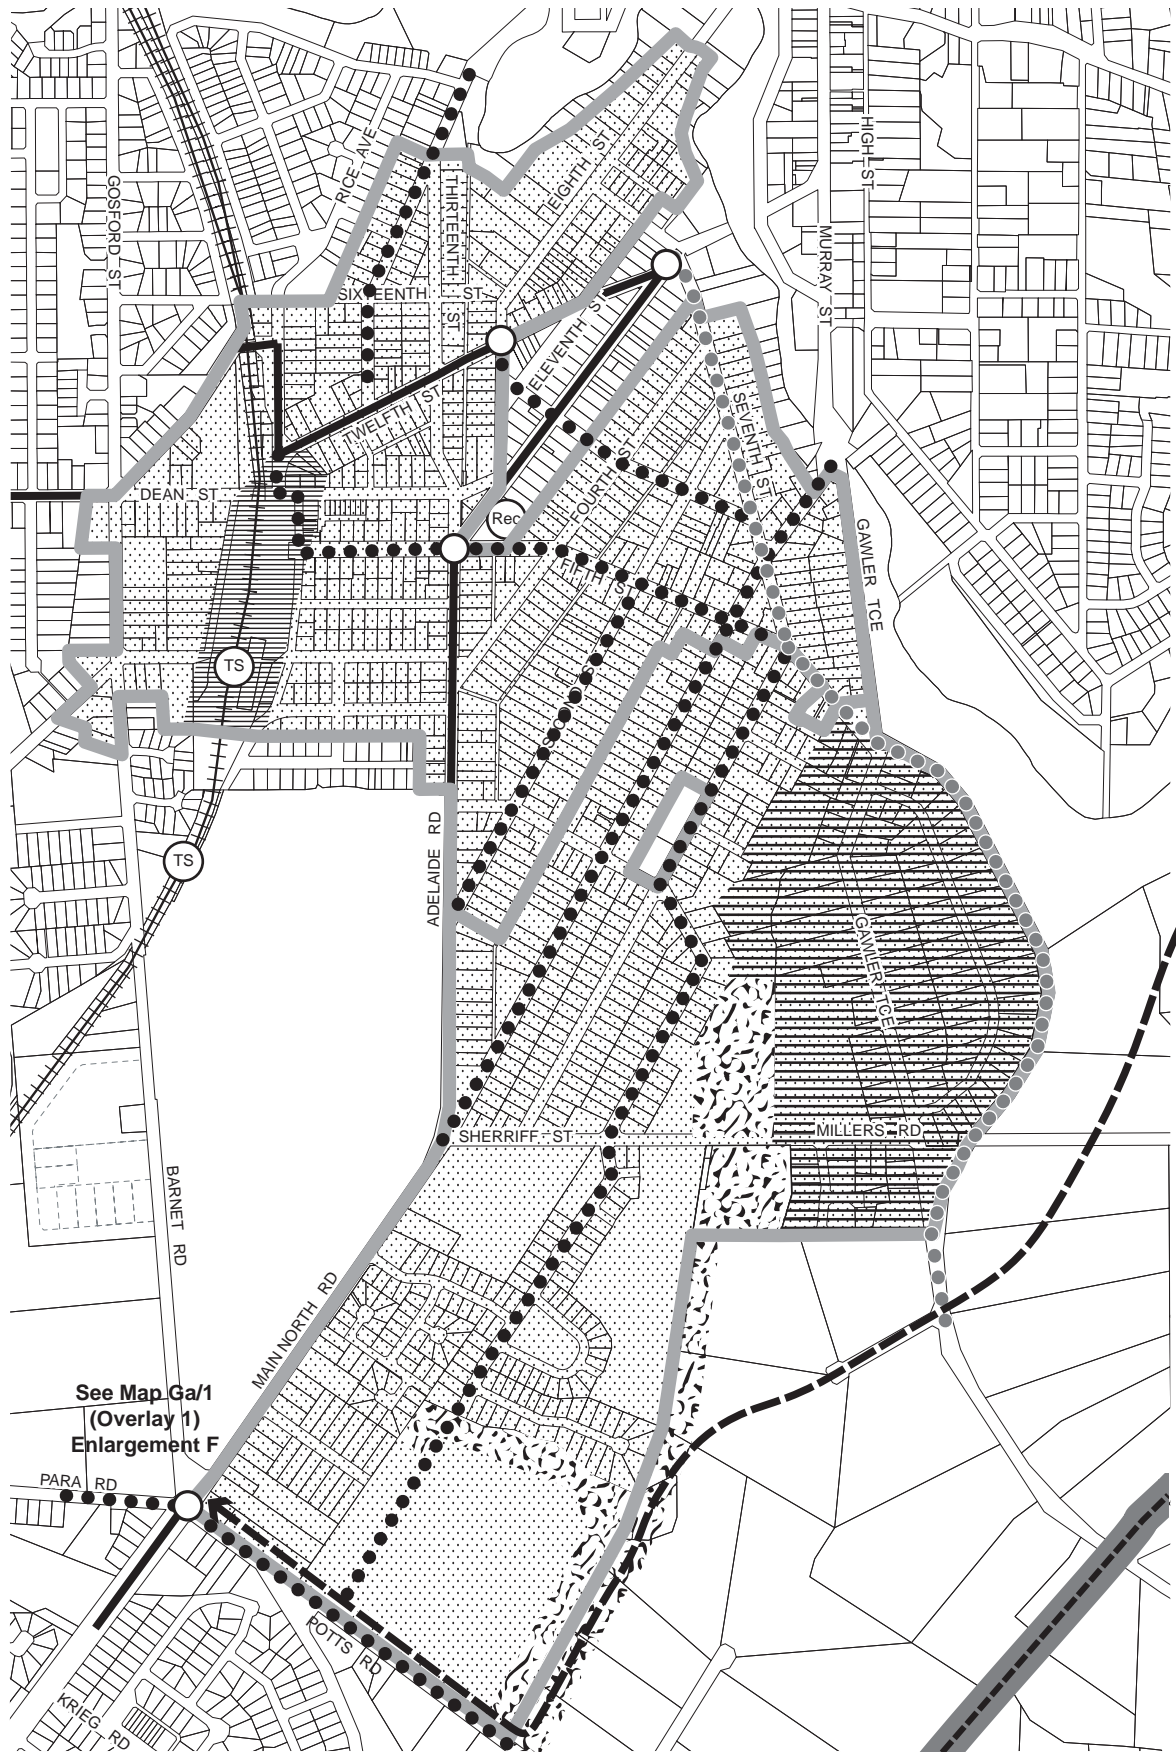 GOSFORD ST
RICE AVE
THIRTEENTH ST
EIGHTH ST
HIGH ST
MURRAY ST
SIXTEENTH ST
ELEVENTH ST
TWELFTH ST
SEVENTH ST
DEAN ST
FOURTH ST
Rec
FIFTH ST
GAWLER TCE
TS
SECOND ST
TS
ADELAIDE RD
GAWLER TCE
SHERRIFF ST
MILLERS RD
BARNET RD
MAIN NORTH RD
See Map Ga/1
(Overlay 1)
Enlargement F
PARA RD
POTTS RD
KRIEG RD